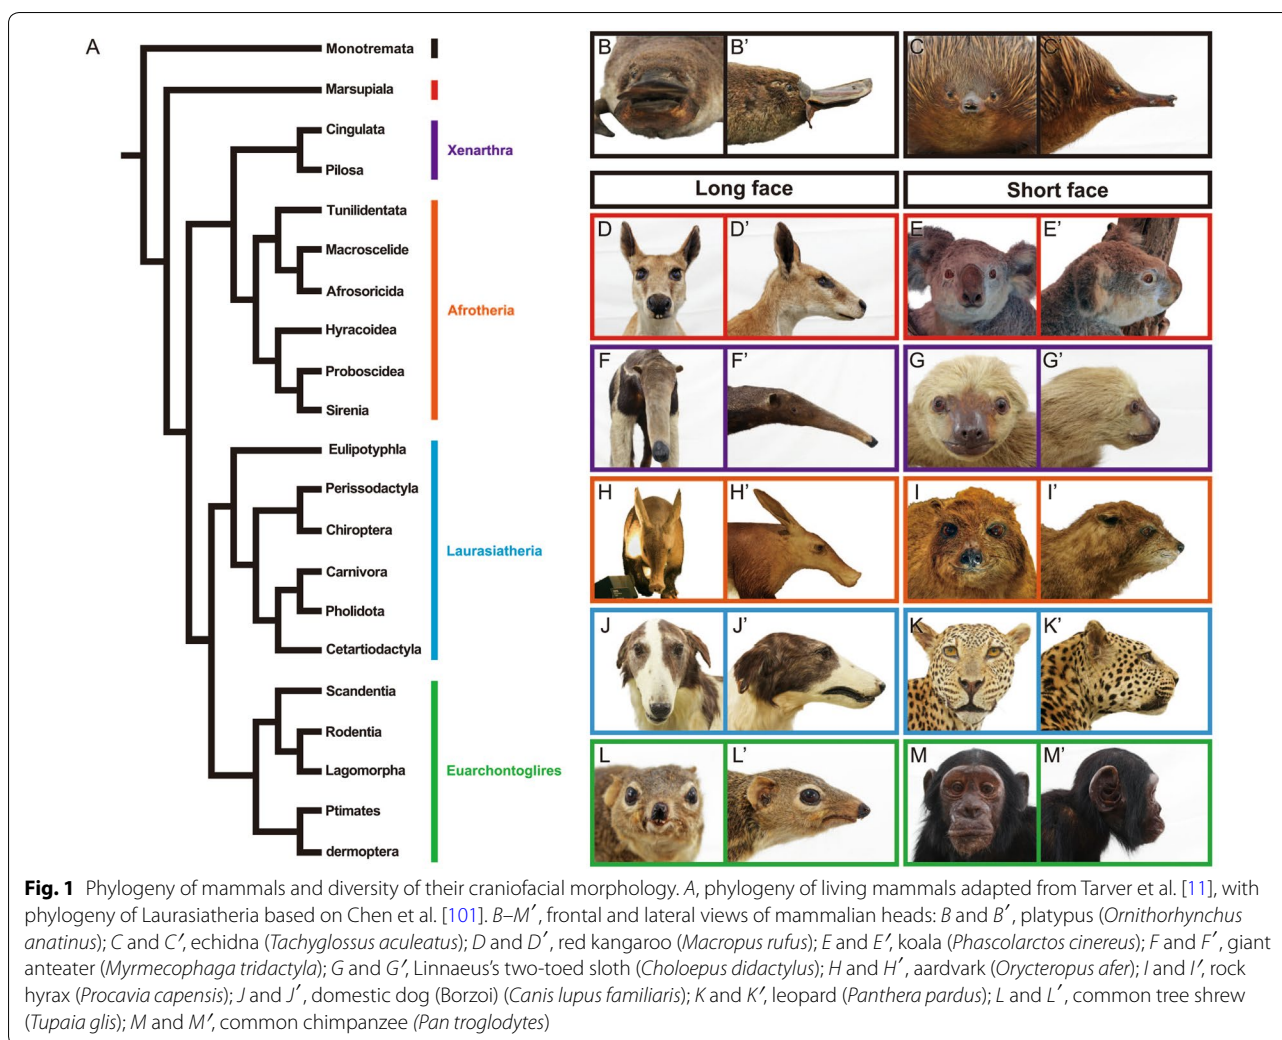 A
Monotremata
Marsupiala
Cingulata
Xenarthra
Pilosa
Tunilidentata
Macroscelide
Afrosoricida
Afrotheria
Hyracoidea
Proboscidea
Sirenia
Eulipotyphla
Perissodactyla
Chiroptera
Laurasiatheria
Carnivora
Pholidota
Cetartiodactyla
Scandentia
Rodentia
Lagomorpha
Euarchontoglires
Ptimates
dermoptera
B B’ C C’
Long face Short face
D D’ E E’
F F’ G G’
H H’ I I’
J J’ K K’
L L’ M M’
Fig. 1 Phylogeny of mammals and diversity of their craniofacial morphology. A, phylogeny of living mammals adapted from Tarver et al. [11], with
phylogeny of Laurasiatheria based on Chen et al. [101]. B–M′, frontal and lateral views of mammalian heads: B and B′, platypus (Ornithorhynchus
anatinus); C and C′, echidna (Tachyglossus aculeatus); D and D′, red kangaroo (Macropus rufus); E and E′, koala (Phascolarctos cinereus); F and F′, giant
anteater (Myrmecophaga tridactyla); G and G′, Linnaeus’s two-toed sloth (Choloepus didactylus); H and H′, aardvark (Orycteropus afer); I and I′, rock
hyrax (Procavia capensis); J and J′, domestic dog (Borzoi) (Canis lupus familiaris); K and K′, leopard (Panthera pardus); L and L′, common tree shrew
(Tupaia glis); M and M′, common chimpanzee (Pan troglodytes)